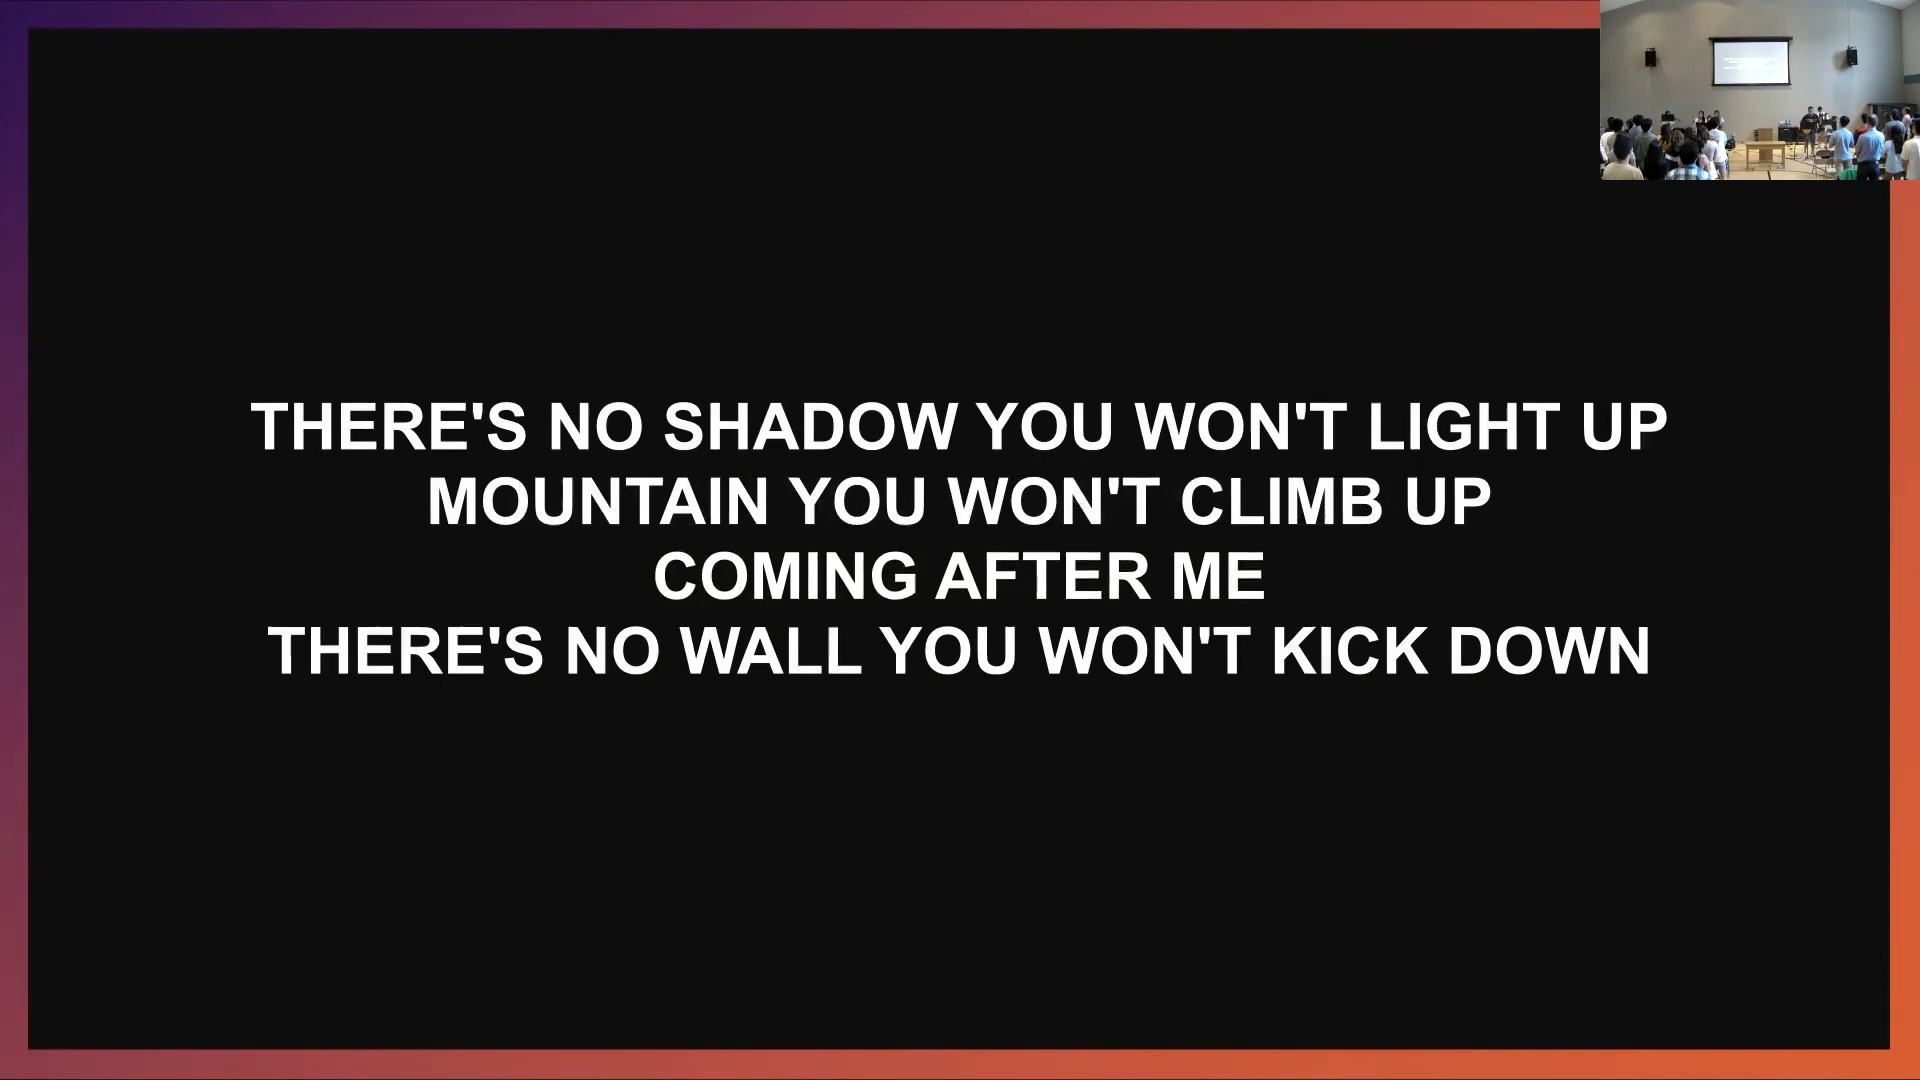 THERE'S NO SHADOW YOU WON'T LIGHT UP
MOUNTAIN YOU WON'T CLIMB UP
COMING AFTER ME
THERE'S NO WALL YOU WON'T KICK DOWN